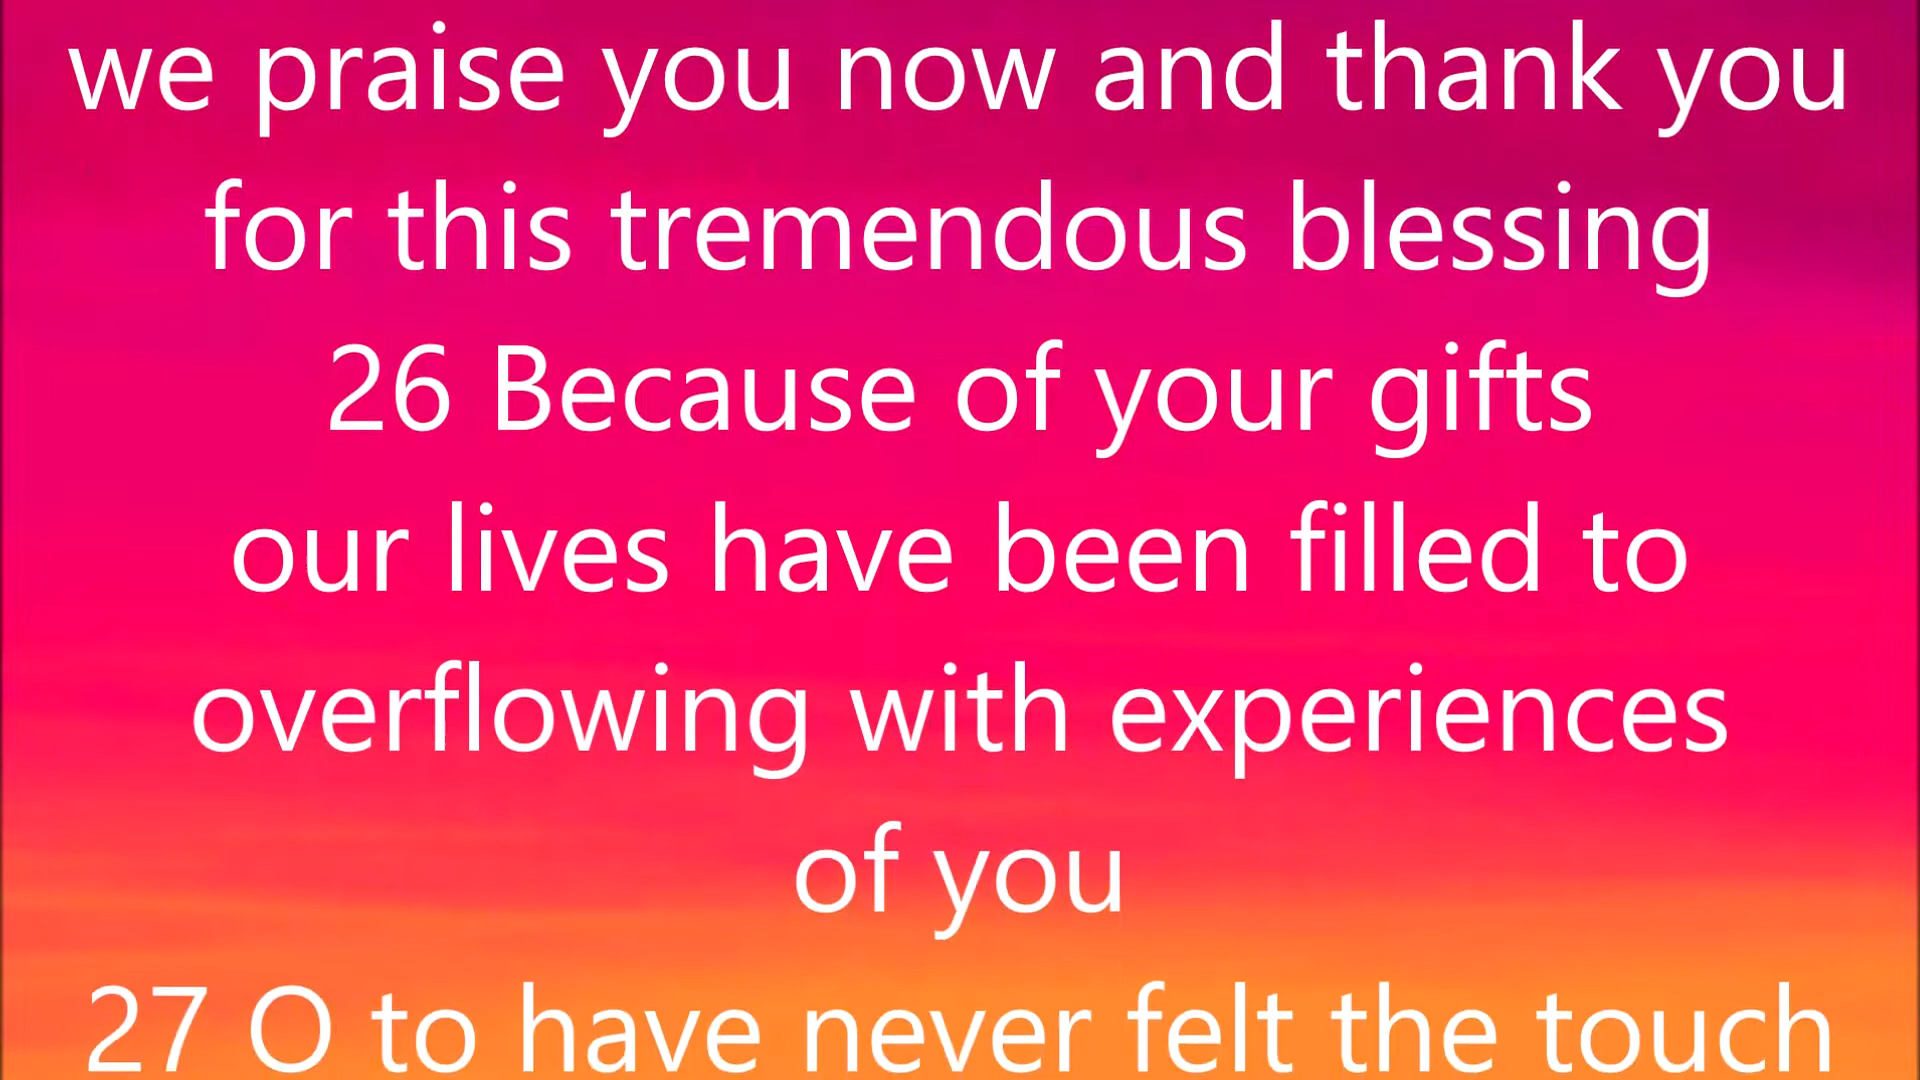 we praise you now and thank you
for this tremendous blessing
26 Because of your gifts
our lives have been filled to
overflowing with experiences
of you
27 O to have never felt the touch